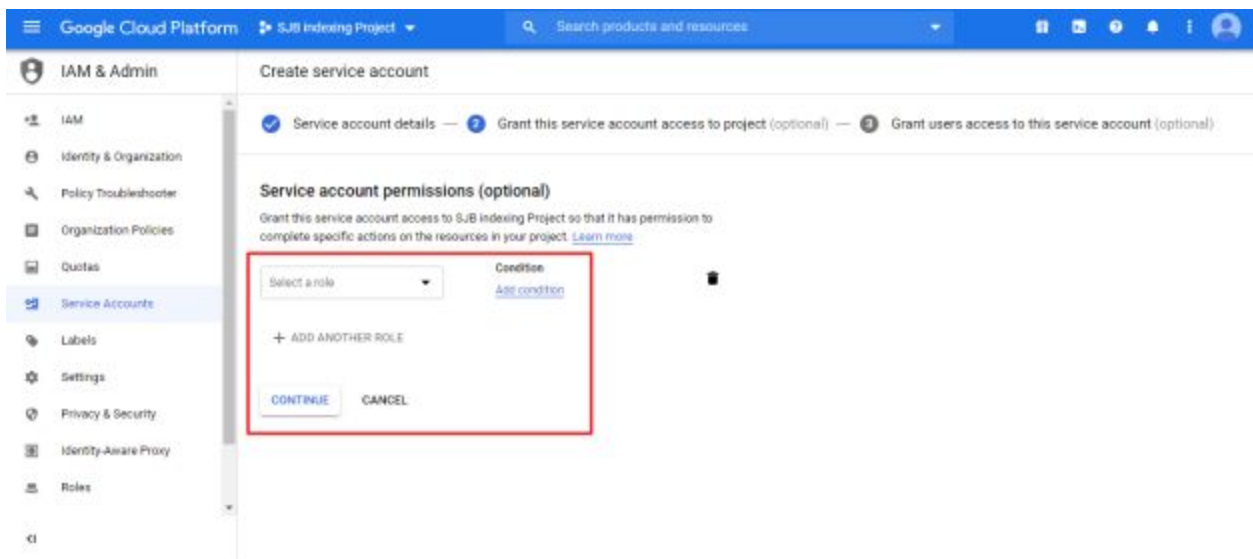 Google Cloud Platform
SJB indexing Project
Search products and resources
IAM & Admin
Create service account
IAM
Identity & Organization
Policy Troubleshooter
Organization Policies
Quotas
Service Accounts
Labels
Settings
Privacy & Security
Identity-Aware Proxy
Roles
Service account details — 2 Grant this service account access to project (optional) — 3 Grant users access to this service account (optional)
Service account permissions (optional)
Grant this service account access to SJB indexing Project so that it has permission to
complete specific actions on the resources in your project. Learn more
Select a role
Condition
Add condition
+ ADD ANOTHER ROLE
CONTINUE CANCEL